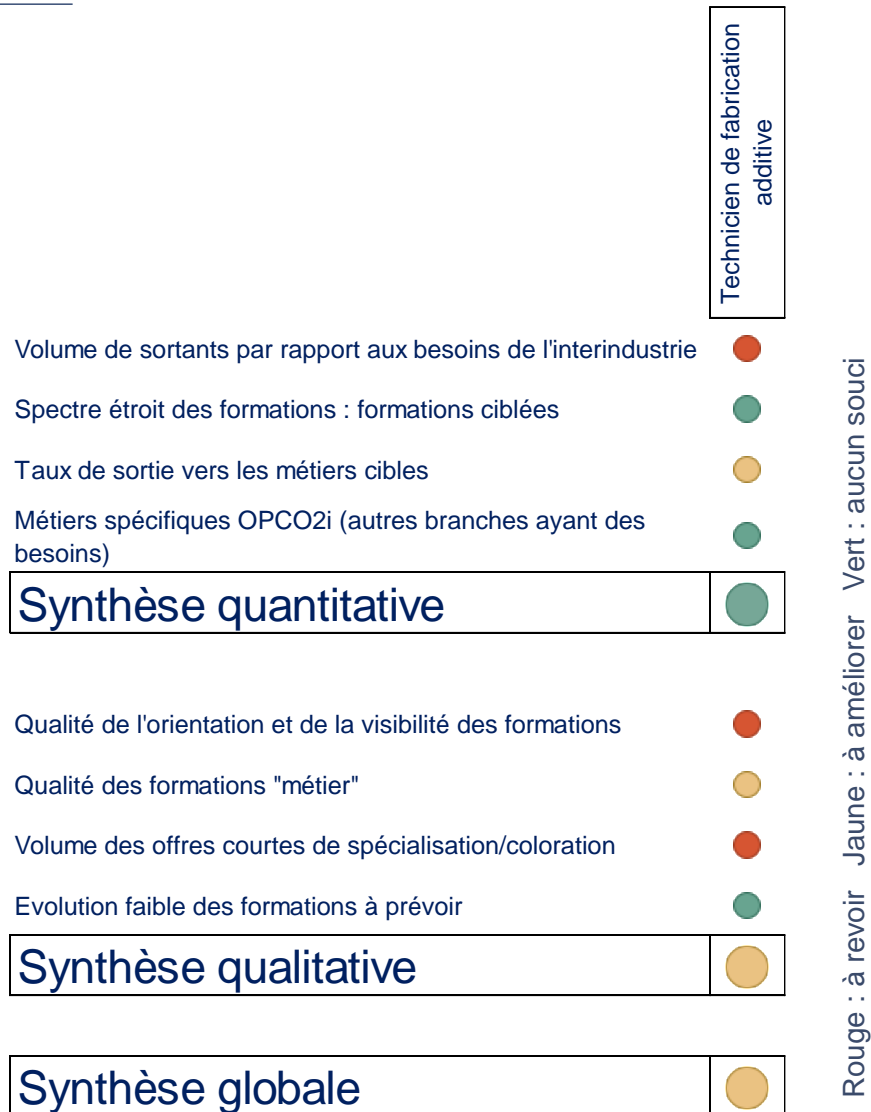 Technicien de fabrication
additive
Volume de sortants par rapport aux besoins de l'interindustrie
Spectre étroit des formations : formations ciblées
Taux de sortie vers les métiers cibles
Métiers spécifiques OPCO2i (autres branches ayant des
besoins)
Synthèse quantitative
Qualité de l'orientation et de la visibilité des formations
Qualité des formations "métier"
Volume des offres courtes de spécialisation/coloration
Evolution faible des formations à prévoir
Synthèse qualitative
Synthèse globale
Rouge : à revoir Jaune : à améliorer Vert : aucun souci